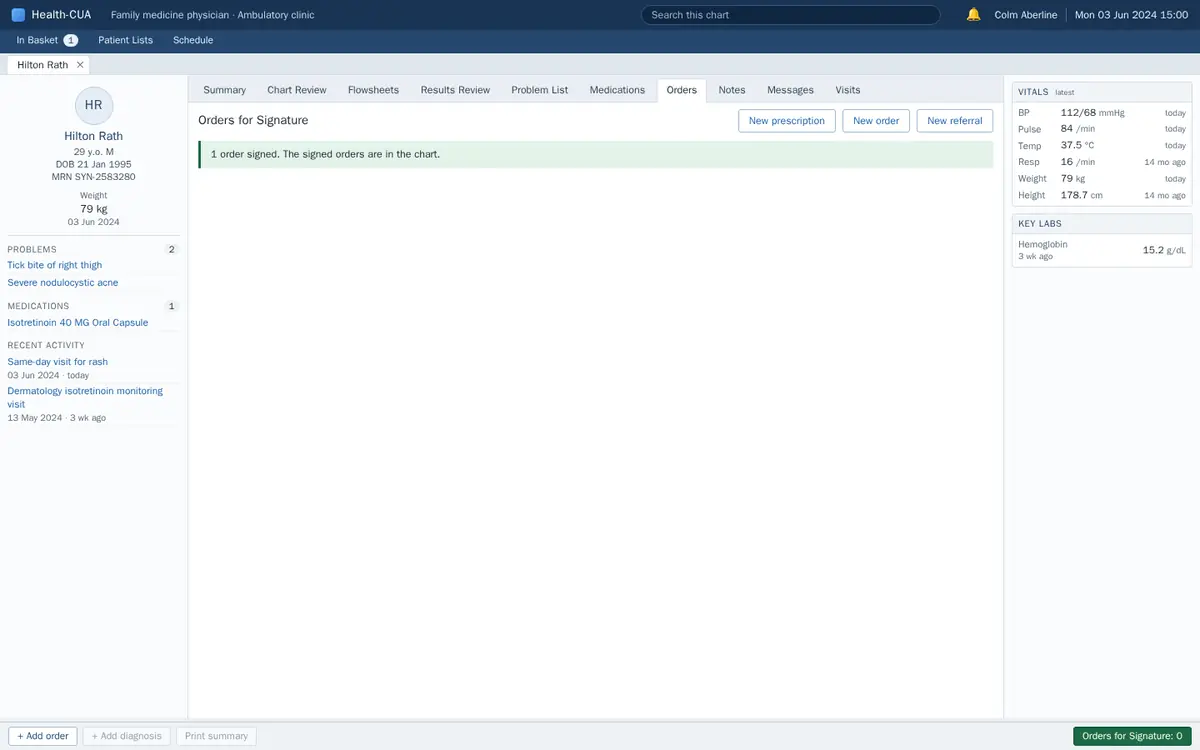 Health-CUA
Family medicine physician · Ambulatory clinic
Search this chart
Colm Aberline
Mon 03 Jun 2024 15:00
In Basket 1
Patient Lists
Schedule
Hilton Rath ✕
HR
Hilton Rath
29 y.o. M
DOB 21 Jan 1995
MRN SYN-2583280
Weight
79 kg
03 Jun 2024
PROBLEMS 2
Tick bite of right thigh
Severe nodulocystic acne
MEDICATIONS 1
Isotretinoin 40 MG Oral Capsule
RECENT ACTIVITY
Same-day visit for rash
03 Jun 2024 · today
Dermatology isotretinoin monitoring
visit
13 May 2024 · 3 wk ago
Summary
Chart Review
Flowsheets
Results Review
Problem List
Medications
Orders
Notes
Messages
Visits
Orders for Signature
New prescription
New order
New referral
1 order signed. The signed orders are in the chart.
VITALS latest
BP 112/68 mmHg today
Pulse 84 /min today
Temp 37.5 °C today
Resp 16 /min 14 mo ago
Weight 79 kg today
Height 178.7 cm 14 mo ago
KEY LABS
Hemoglobin
3 wk ago
15.2 g/dL
+ Add order
+ Add diagnosis
Print summary
Orders for Signature: 0